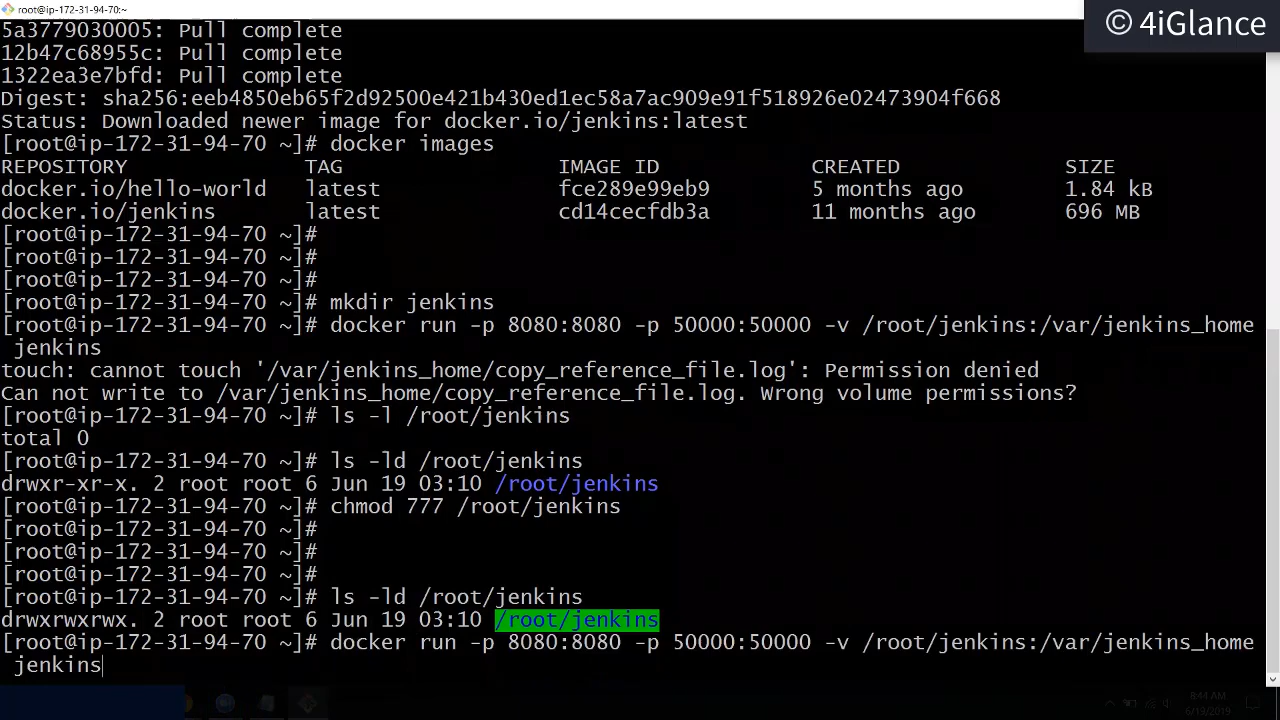 root@ip-172-31-94-70:~
© 4iGlance
5a3779030005: Pull complete
12b47c68955c: Pull complete
1322ea3e7bfd: Pull complete
Digest: sha256:eeb4850eb65f2d92500e421b430ed1ec58a7ac909e91f518926e02473904f668
Status: Downloaded newer image for docker.io/jenkins:latest
[root@ip-172-31-94-70 ~]# docker images
REPOSITORY TAG IMAGE ID CREATED SIZE
docker.io/hello-world latest fce289e99eb9 5 months ago 1.84 kB
docker.io/jenkins latest cd14cecfdb3a 11 months ago 696 MB
[root@ip-172-31-94-70 ~]#
[root@ip-172-31-94-70 ~]#
[root@ip-172-31-94-70 ~]#
[root@ip-172-31-94-70 ~]# mkdir jenkins
[root@ip-172-31-94-70 ~]# docker run -p 8080:8080 -p 50000:50000 -v /root/jenkins:/var/jenkins_home
jenkins
touch: cannot touch '/var/jenkins_home/copy_reference_file.log': Permission denied
Can not write to /var/jenkins_home/copy_reference_file.log. Wrong volume permissions?
[root@ip-172-31-94-70 ~]# ls -l /root/jenkins
total 0
[root@ip-172-31-94-70 ~]# ls -ld /root/jenkins
drwxr-xr-x. 2 root root 6 Jun 19 03:10 /root/jenkins
[root@ip-172-31-94-70 ~]# chmod 777 /root/jenkins
[root@ip-172-31-94-70 ~]#
[root@ip-172-31-94-70 ~]#
[root@ip-172-31-94-70 ~]#
[root@ip-172-31-94-70 ~]# ls -ld /root/jenkins
drwxrwxrwx. 2 root root 6 Jun 19 03:10 /root/jenkins
[root@ip-172-31-94-70 ~]# docker run -p 8080:8080 -p 50000:50000 -v /root/jenkins:/var/jenkins_home
jenkins
8:44 AM
6/19/2019